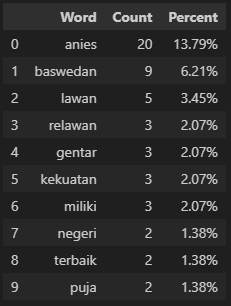 Word Count Percent
0 anies 20 13.79%
1 baswedan 9 6.21%
2 lawan 5 3.45%
3 relawan 3 2.07%
4 gentar 3 2.07%
5 kekuatan 3 2.07%
6 miliki 3 2.07%
7 negeri 2 1.38%
8 terbaik 2 1.38%
9 puja 2 1.38%